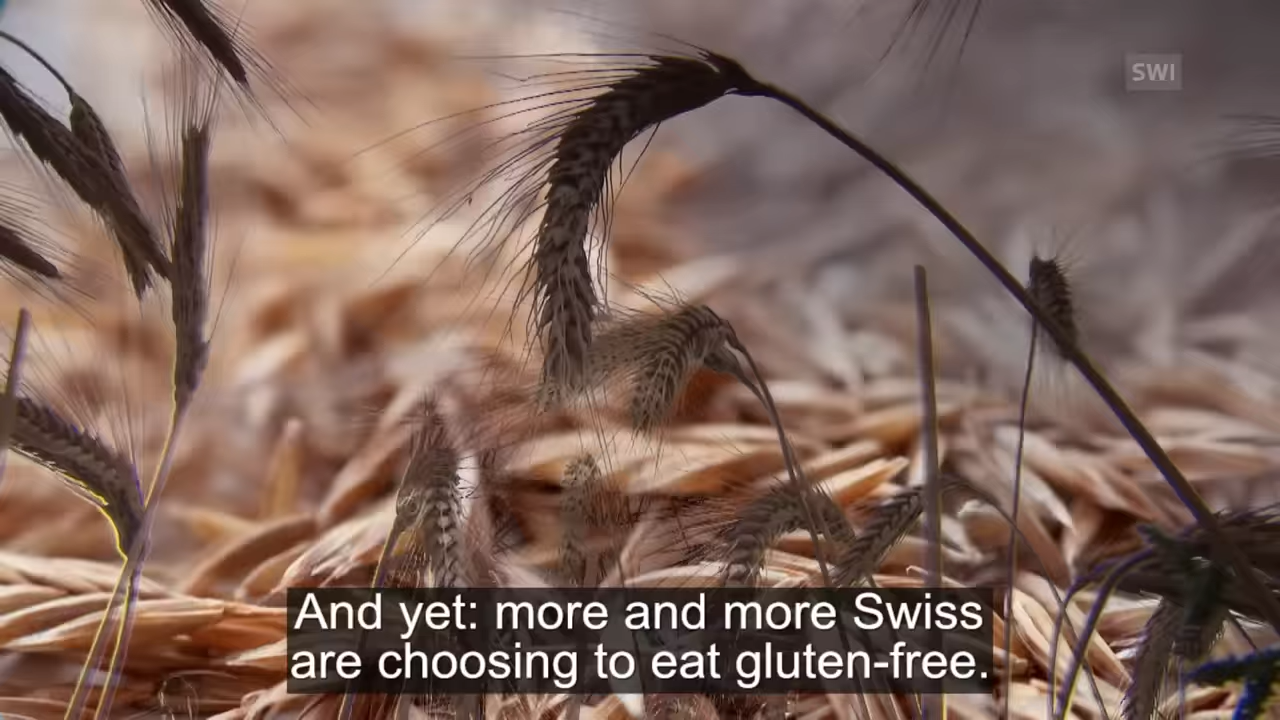 SWI
And yet: more and more Swiss
are choosing to eat gluten-free.